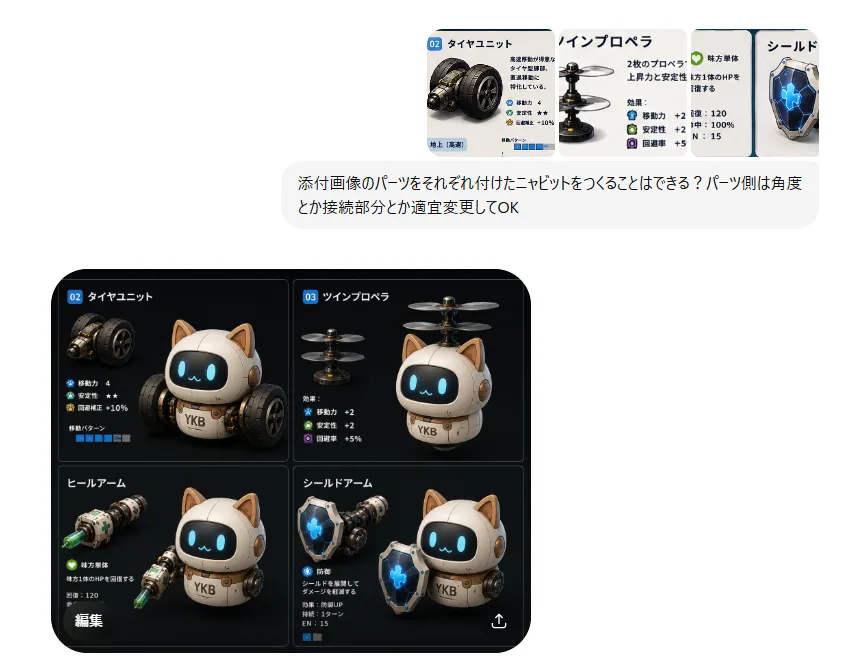 02 タイヤユニット
高速移動が得意な
タイヤ型脚部。
直進移動に
特化している。
移動力 4
安定性 ★★
回避補正 +10%
地上（高速）
移動パターン
ツインプロペラ
2枚のプロペラ
上昇力と安定性
効果：
移動力 +2
安定性 +2
回避率 +5
味方単体
味方1体のHPを
回復する
回復：120
命中：100%
EN：15
シールド
添付画像のパーツをそれぞれ付けたニャビットをつくることはできる？パーツ側は角度
とか接続部分とか適宜変更してOK
02 タイヤユニット
移動力 4
安定性 ★★
回避補正 +10%
移動パターン
YKB
03 ツインプロペラ
効果：
移動力 +2
安定性 +2
回避率 +5%
YKB
ヒールアーム
味方単体
味方1体のHPを回復する
回復：120
YKB
編集
シールドアーム
防御
シールドを展開して
ダメージを軽減する
効果：防御UP
持続：1ターン
EN：15
YKB